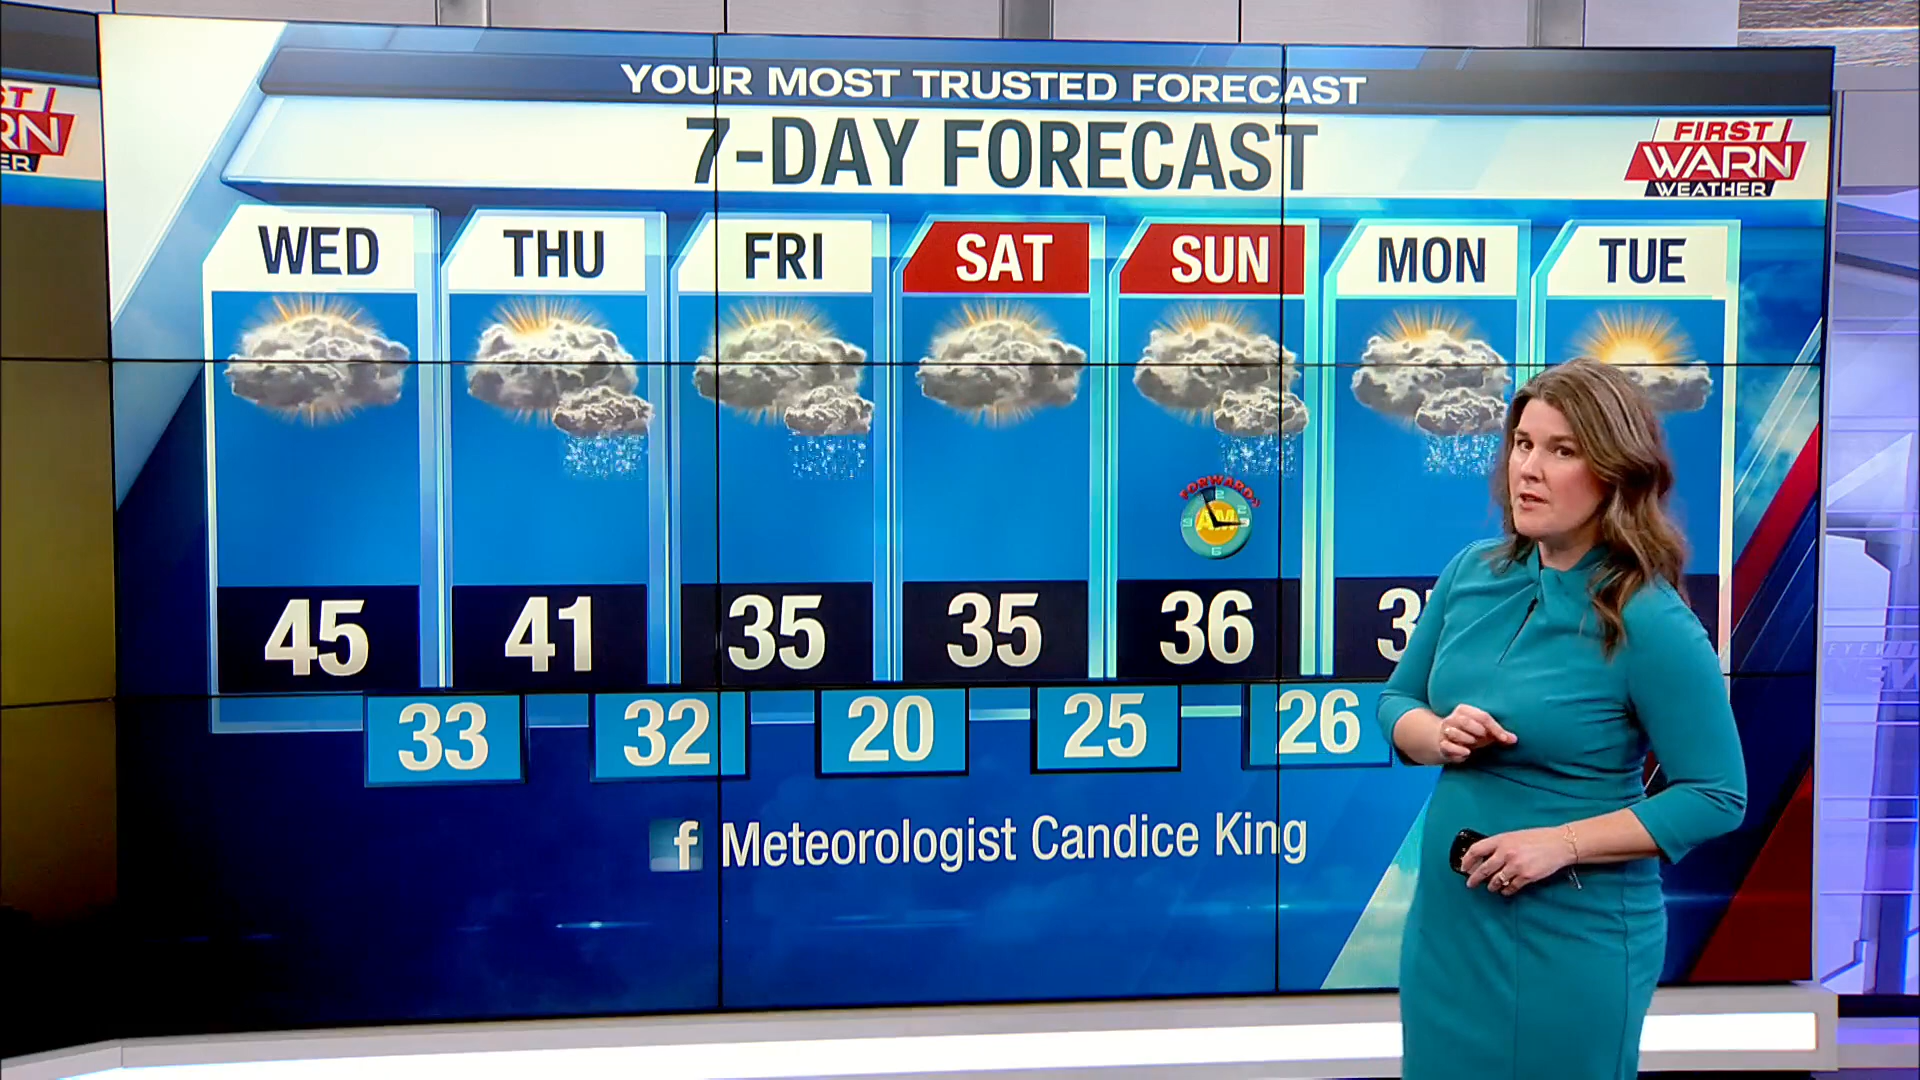 YOUR MOST TRUSTED FORECAST
7-DAY FORECAST
FIRST
WARN
WEATHER
WED THU FRI SAT SUN MON TUE
FORWARD
AM
45 41 35 35 36
33 32 20 25 26
f Meteorologist Candice King